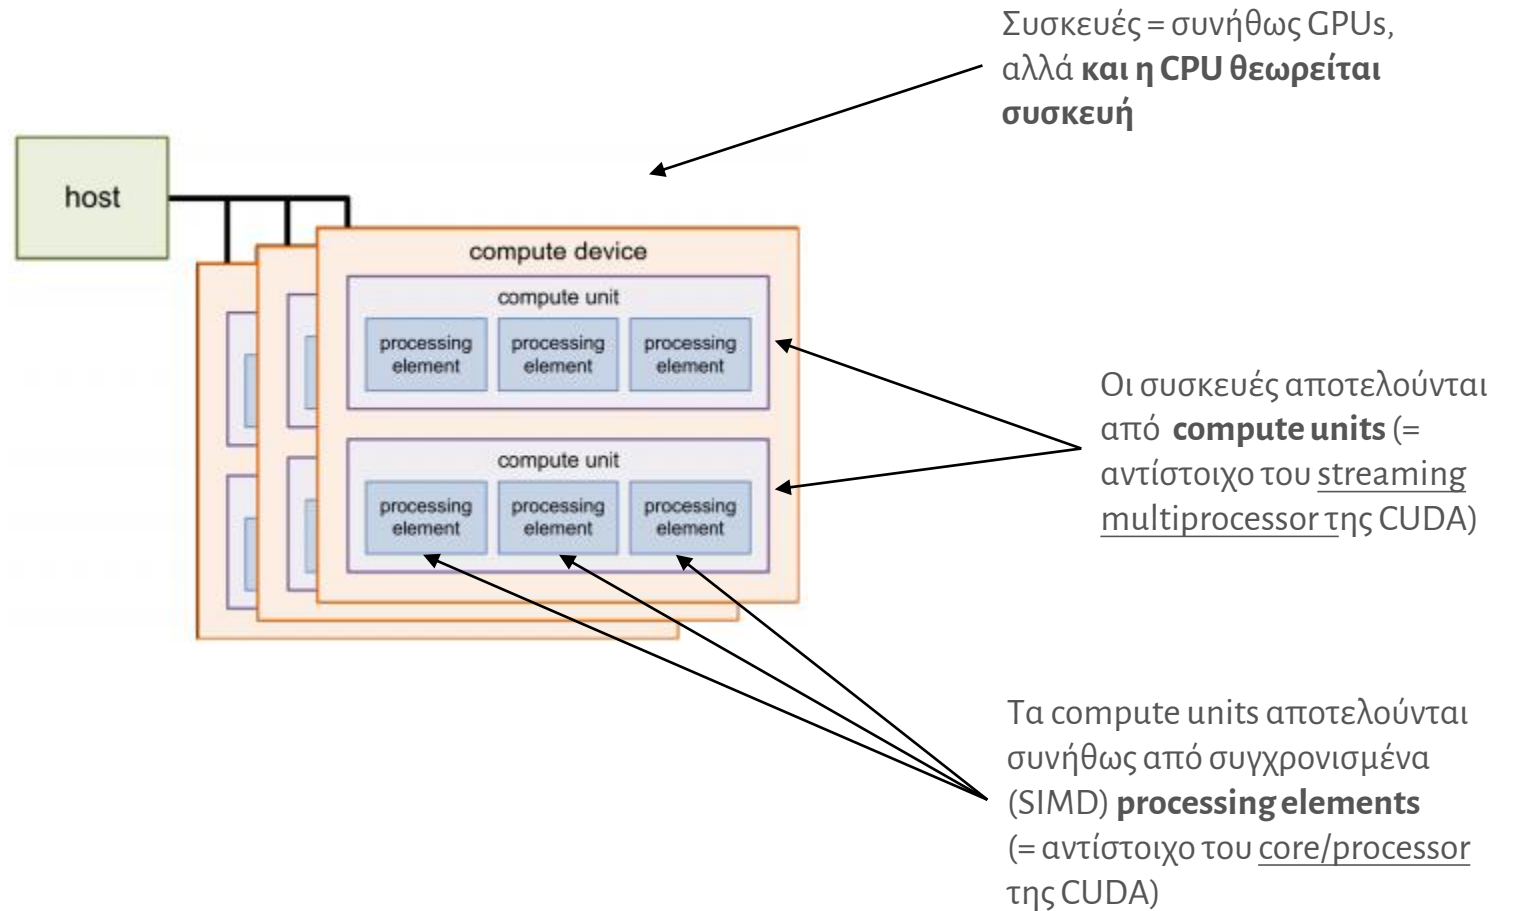 Συσκευές = συνήθως GPUs,
αλλά και η CPU θεωρείται
συσκευή
host
compute device
compute unit
processing element
processing element
processing element
compute unit
processing element
processing element
processing element
Οι συσκευές αποτελούνται
από compute units (=
αντίστοιχο του streaming
multiprocessor της CUDA)
Τα compute units αποτελούνται
συνήθως από συγχρονισμένα
(SIMD) processing elements
(= αντίστοιχο του core/processor
της CUDA)